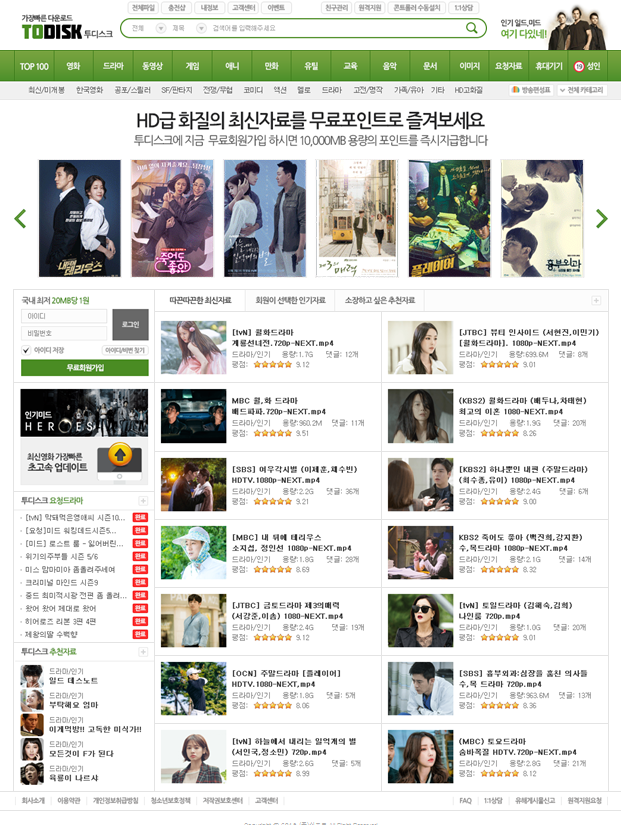 전체파일 충전샵 내정보 고객센터 이벤트 친구관리 원격지원 콘트롤러 수동설치 1:1상담
가장빠른 다운로드
TODISK 투디스크
전체 제목 검색어를 입력해주세요
인기 일드,미드
여기 다있네!
TOP 100 영화 드라마 동영상 게임 애니 만화 유틸 교육 음악 문서 이미지 요청자료 휴대기기 19 성인
최신/미개봉 한국영화 공포/스릴러 SF/판타지 전쟁/무협 코미디 액션 멜로 드라마 고전/명작 가족/유아 기타 HD고화질 방송편성표 전체 카테고리
HD급 화질의 최신자료를 무료포인트로 즐겨보세요
투디스크에 지금 무료회원가입 하시면 10,000MB 용량의 포인트를 즉시지급합니다
내 뒤에 테리우스
죽어도 좋아
제3의 매력
플레이어
흉부외과
국내 최저 20MB당 1원
아이디
비밀번호
로그인
아이디 저장 아이디/비번 찾기
무료회원가입
인기미드
HEROES
최신영화 가장빠른
초고속 업데이트
투디스크 요청드라마
[tvN] 막돼먹은영애씨 시즌10... 완료
[요청]미드 워킹데드시즌5... 완료
[미드] 로스트 룸 - 잃어버린... 완료
위기의주부들 시즌 5/6 완료
미스 맘마미아 좀올려주세여 완료
크리미널 마인드 시즌9 완료
중드 최미적시광 전편 좀 올려... 완료
왔어 왔어 제대로 왔어 완료
히어로즈 리본 3편 4편 완료
제왕의딸 수백향 완료
투디스크 추천자료
드라마/인기
일드 데스노트
드라마/인기
부탁해요 엄마
드라마/인기
이게먹방!! 고독한 미식가!!
드라마/인기
모든것이 F가 된다
드라마/인기
육룡이 나르샤
따끈따끈한 최신자료 회원이 선택한 인기자료 소장하고 싶은 추천자료
[tvN] 월화드라마
계룡선녀전.720p-NEXT.mp4
드라마/인기 용량:1.7G 댓글: 12개
평점: 9.12
[JTBC] 뷰티 인사이드 (서현진,이민기)
[월화드라마]. 1080p-NEXT.mp4
드라마/인기 용량:699.6M 댓글: 8개
평점: 9.01
MBC 월,화 드라마
배드파파.720p-NEXT.mp4
드라마/인기 용량:968.2M 댓글: 11개
평점: 9.51
(KBS2) 월화드라마 (배두나,차태현)
최고의 이혼 1080-NEXT.mp4
드라마/인기 용량:1.9G 댓글: 20개
평점: 8.26
[SBS] 여우각시별 (이제훈,채수빈)
HDTV.1080p-NEXT.mp4
드라마/인기 용량:2.2G 댓글: 36개
평점: 9.21
(KBS2) 하나뿐인 내편 (주말드라마)
(최수종,유이) 1080-NEXT.mp4
드라마/인기 용량:2.4G 댓글: 6개
평점: 9.00
[MBC] 내 뒤에 테리우스
소지섭, 정인선 1080p-NEXT.mp4
드라마/인기 용량:1.8G 댓글: 28개
평점: 8.69
KBS2 죽어도 좋아 (백진희,강지환)
수,목드라마 1080p-NEXT.mp4
드라마/인기 용량:2.1G 댓글: 14개
평점: 8.32
[JTBC] 금토드라마 제3의매력
(서강준,이솜) 1080p-NEXT.mp4
드라마/인기 용량:2.4G 댓글: 19개
평점: 9.12
[tvN] 토일드라마 (김혜숙,김희)
나인룸 720p.mp4
드라마/인기 용량:1.0G 댓글: 20개
평점: 9.01
[OCN] 주말드라마 [플레이어]
HDTV.1080-NEXT.mp4
드라마/인기 용량:1.8G 댓글: 5개
평점: 8.06
[SBS] 흉부외과:심장을 훔친 의사들
수,목 드라마 720p.mp4
드라마/인기 용량:963.6M 댓글: 13개
평점: 8.36
[tvN] 하늘에서 내리는 일억개의 별
(서인국,정소민) 720p.mp4
드라마/인기 용량:2.6G 댓글: 5개
평점: 8.99
(MBC) 토요드라마
숨바꼭질 HDTV.720p-NEXT.mp4
드라마/인기 용량:2.8G 댓글: 21개
평점: 8.12
회사소개 이용약관 개인정보취급방침 청소년보호정책 저작권보호센터 고객센터 FAQ 1:1상담 유해게시물신고 원격지원요청